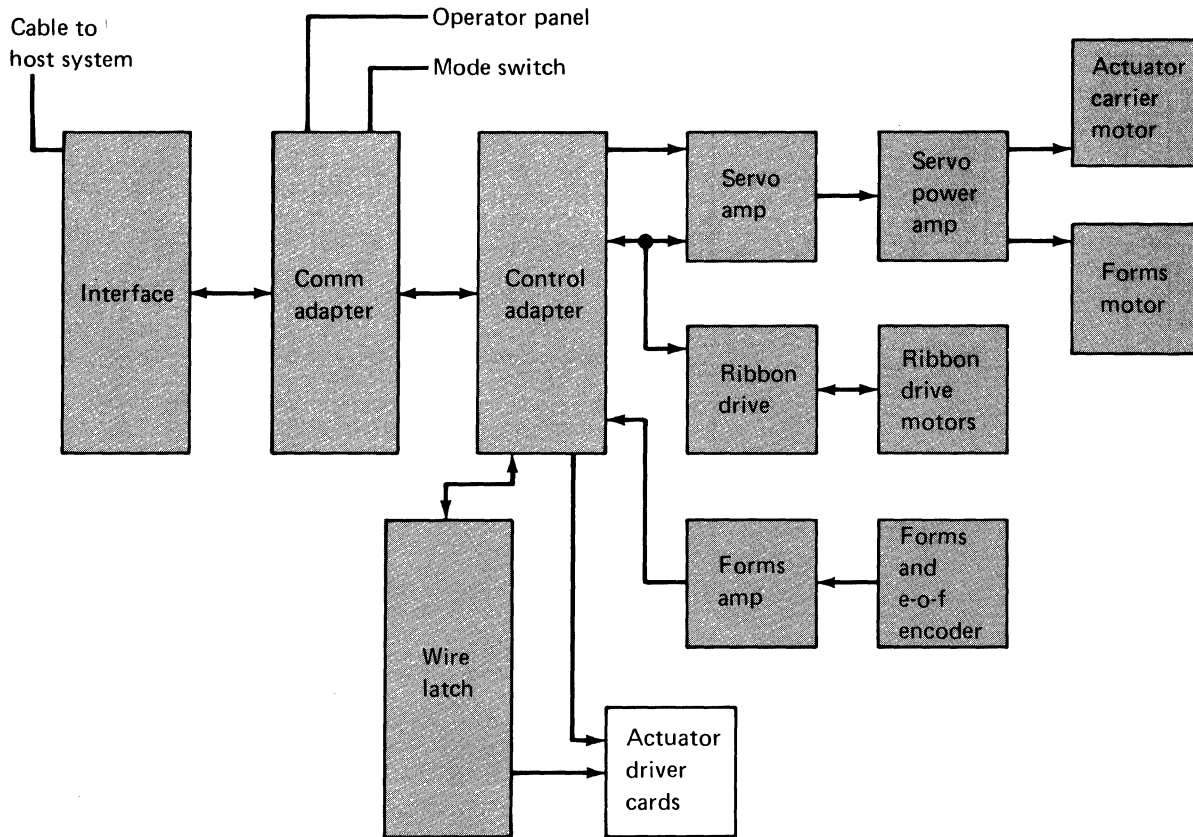 Cable to
host system
Operator panel
Mode switch
Interface
Comm
adapter
Control
adapter
Servo
amp
Servo
power
amp
Actuator
carrier
motor
Forms
motor
Ribbon
drive
Ribbon
drive
motors
Forms
amp
Forms
and
e-o-f
encoder
Wire
latch
Actuator
driver
cards